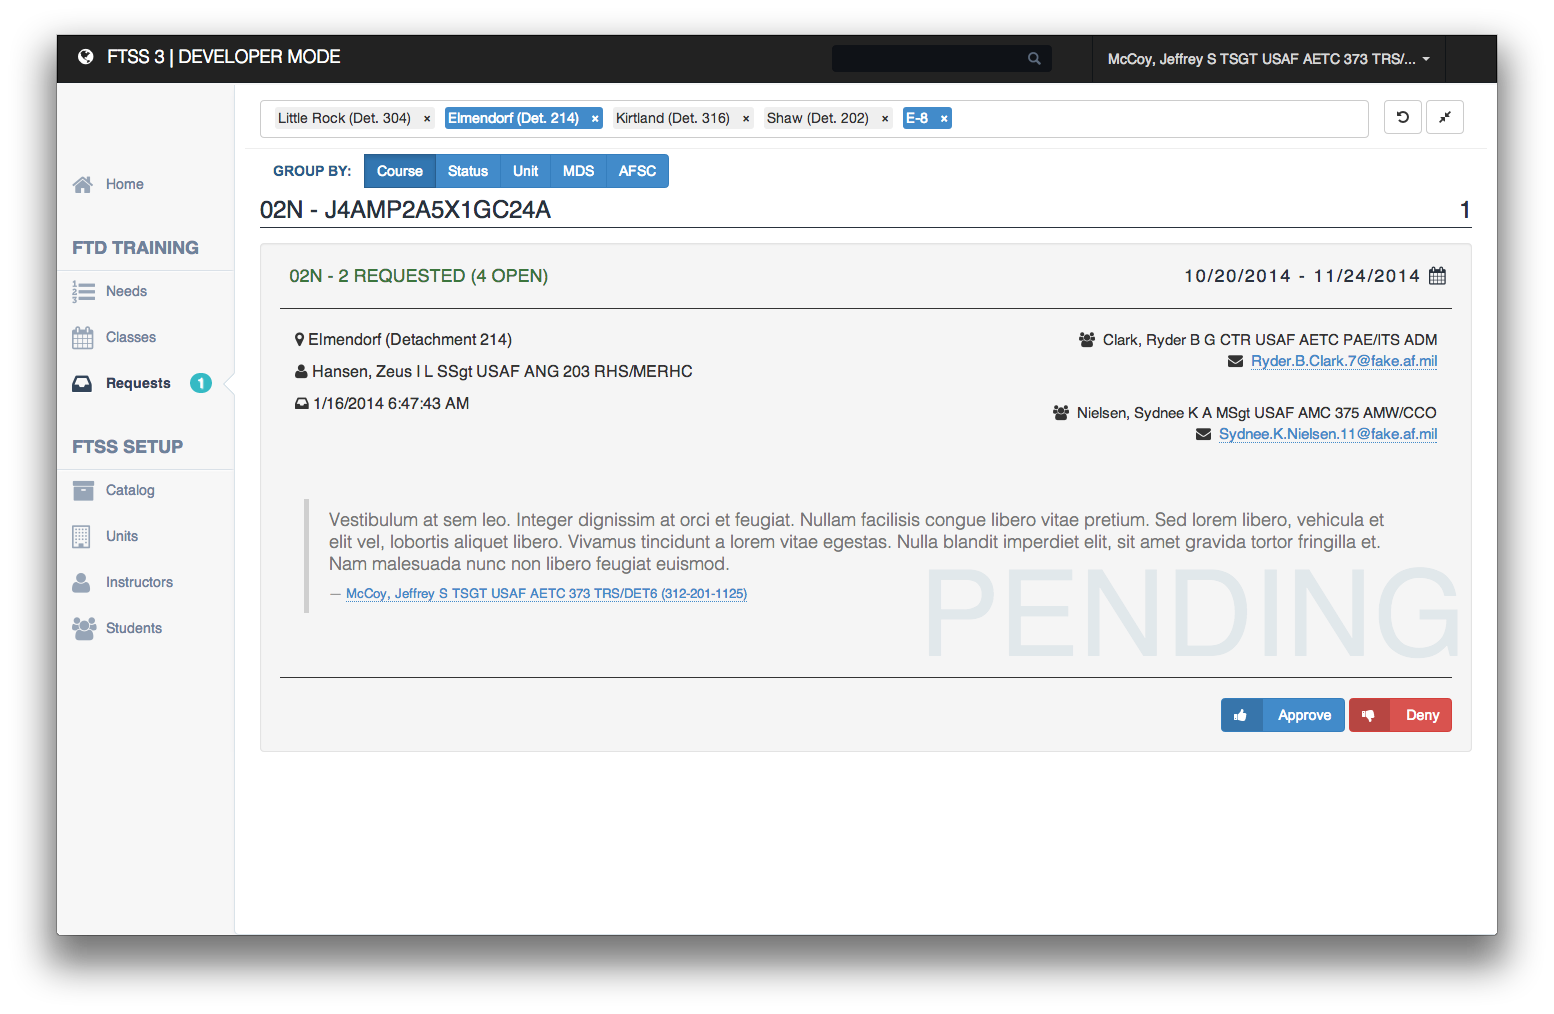 FTSS 3 | DEVELOPER MODE
McCoy, Jeffrey S TSGT USAF AETC 373 TRS/...
Little Rock (Det. 304) ×
Elmendorf (Det. 214) ×
Kirtland (Det. 316) ×
Shaw (Det. 202) ×
E-8 ×
GROUP BY: Course Status Unit MDS AFSC
Home
FTD TRAINING
Needs
Classes
Requests 1
FTSS SETUP
Catalog
Units
Instructors
Students
02N - J4AMP2A5X1GC24A 1
02N - 2 REQUESTED (4 OPEN)
10/20/2014 - 11/24/2014
Elmendorf (Detachment 214)
Hansen, Zeus I L SSgt USAF ANG 203 RHS/MERHC
1/16/2014 6:47:43 AM
Clark, Ryder B G CTR USAF AETC PAE/ITS ADM
Ryder.B.Clark.7@fake.af.mil
Nielsen, Sydnee K A MSgt USAF AMC 375 AMW/CCO
Sydnee.K.Nielsen.11@fake.af.mil
Vestibulum at sem leo. Integer dignissim at orci et feugiat. Nullam facilisis congue libero vitae pretium. Sed lorem libero, vehicula et
elit vel, lobortis aliquet libero. Vivamus tincidunt a lorem vitae egestas. Nulla blandit imperdiet elit, sit amet gravida tortor fringilla et.
Nam malesuada nunc non libero feugiat euismod.
— McCoy, Jeffrey S TSGT USAF AETC 373 TRS/DET6 (312-201-1125)
PENDING
Approve
Deny